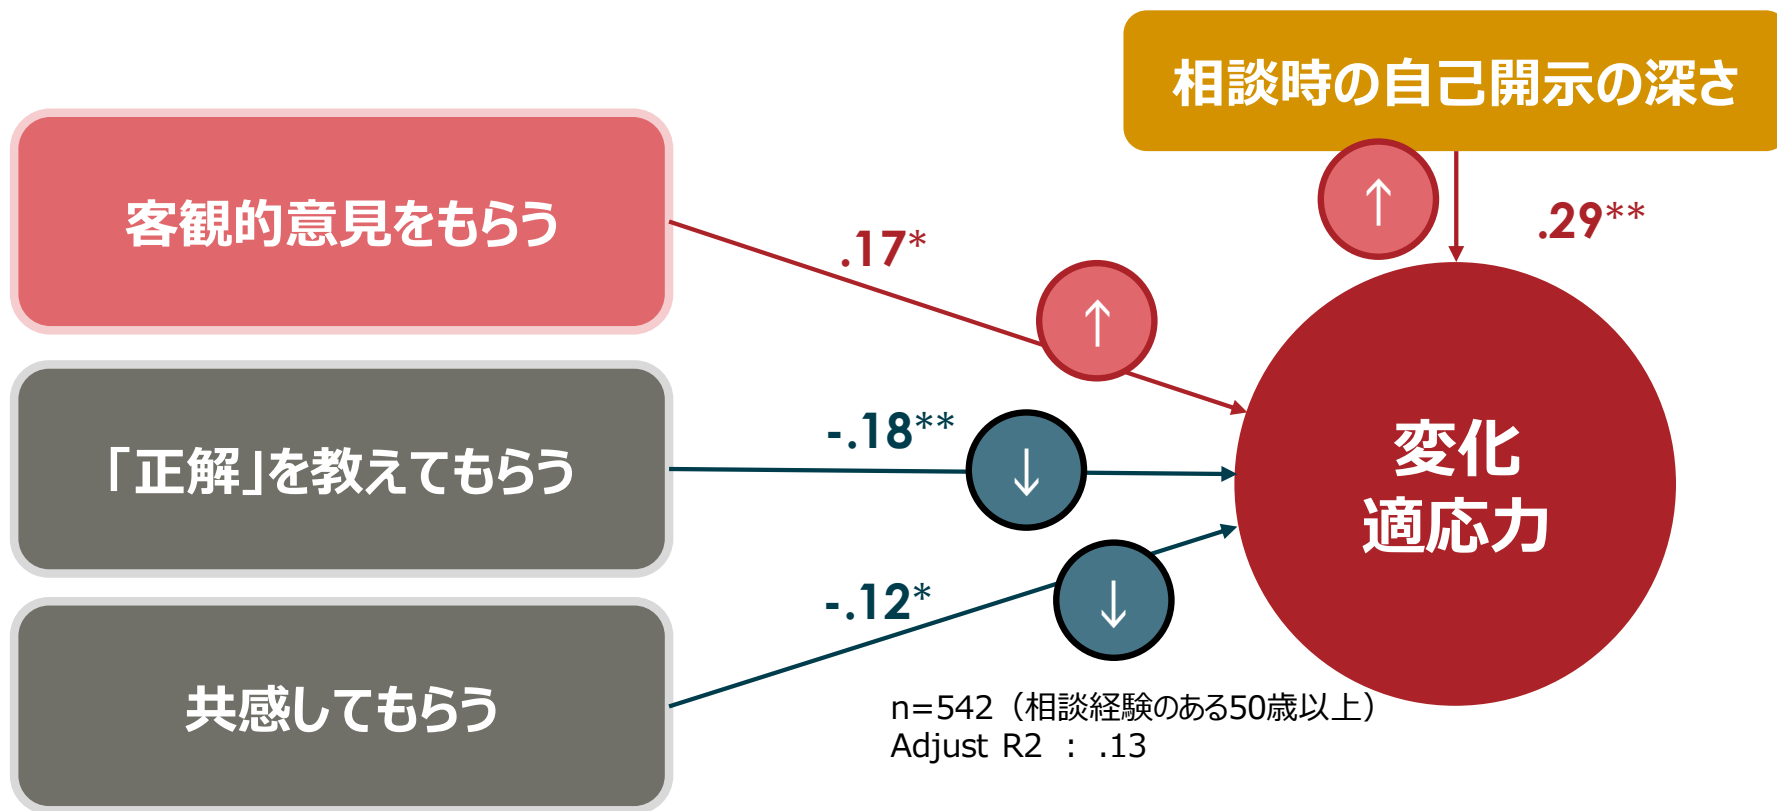 相談時の自己開示の深さ
↑
.29**
客観的意見をもらう
.17*
↑
「正解」を教えてもらう
-.18**
↓
変化
適応力
共感してもらう
-.12*
↓
n=542（相談経験のある50歳以上）
Adjust R2 ： .13